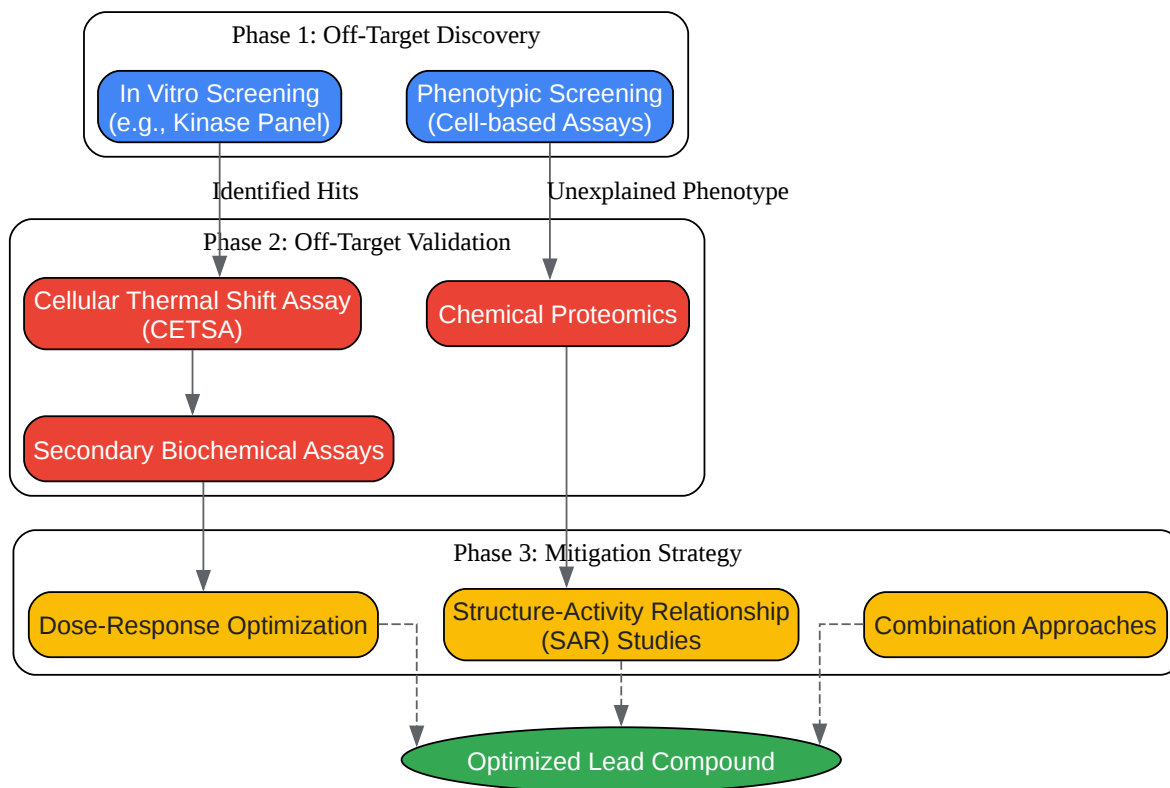 Phase 1: Off-Target Discovery
In Vitro Screening
(e.g., Kinase Panel)
Phenotypic Screening
(Cell-based Assays)
Identified Hits
Unexplained Phenotype
Phase 2: Off-Target Validation
Cellular Thermal Shift Assay
(CETSA)
Chemical Proteomics
Secondary Biochemical Assays
Phase 3: Mitigation Strategy
Dose-Response Optimization
Structure-Activity Relationship
(SAR) Studies
Combination Approaches
Optimized Lead Compound